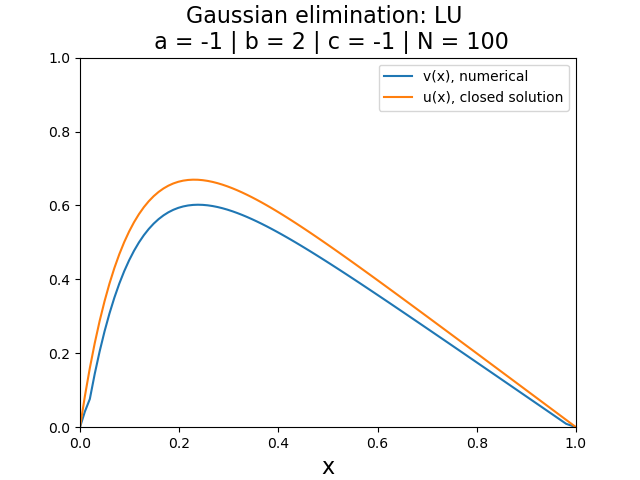 Gaussian elimination: LU
a = -1 | b = 2 | c = -1 | N = 100
1.0
0.8
0.6
0.4
0.2
0.0
v(x), numerical
u(x), closed solution
0.0 0.2 0.4 0.6 0.8 1.0
x